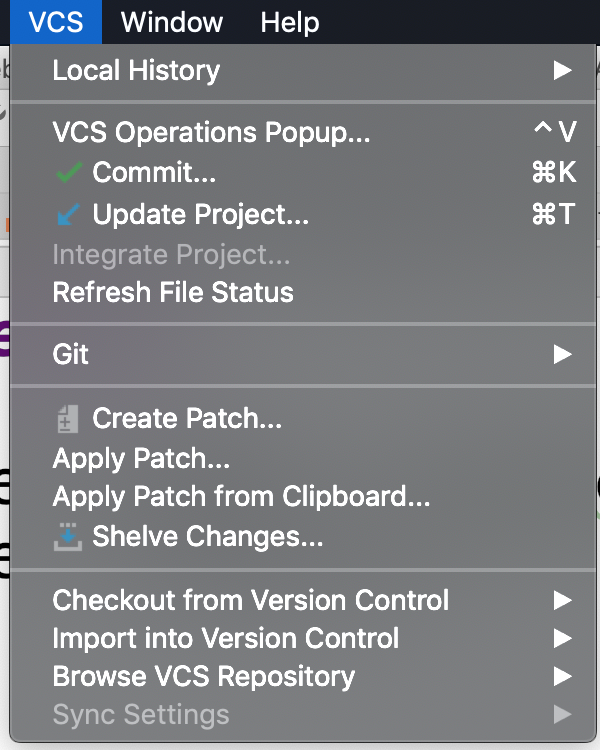 VCS Window Help
Local History
VCS Operations Popup... ^V
Commit... ⌘K
Update Project... ⌘T
Integrate Project...
Refresh File Status
Git
Create Patch...
Apply Patch...
Apply Patch from Clipboard...
Shelve Changes...
Checkout from Version Control
Import into Version Control
Browse VCS Repository
Sync Settings